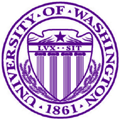 UNIVERSITY · OF · WASHINGTON
LVX · SIT
· 1861 ·